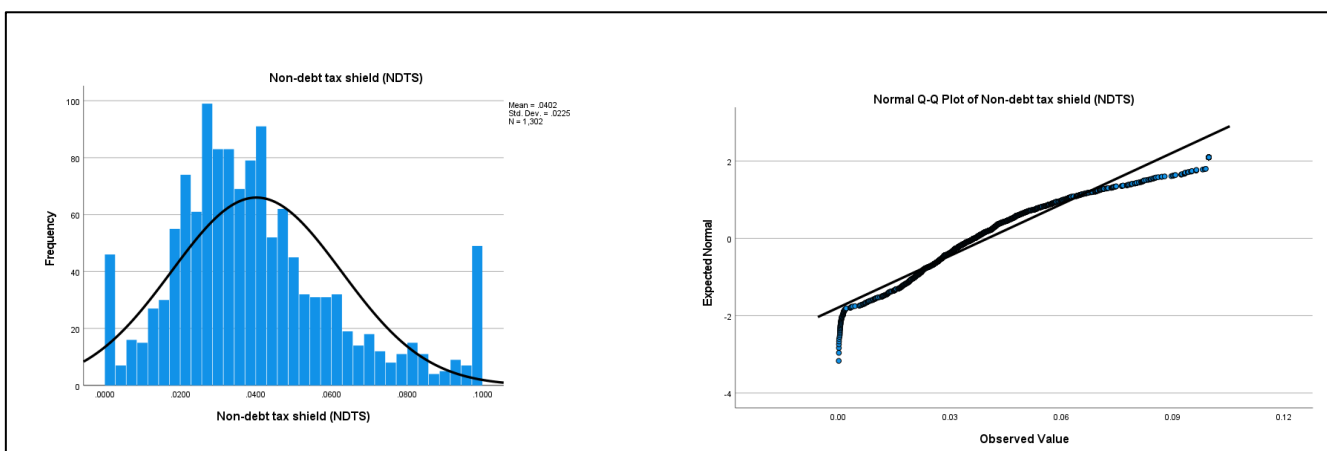 Non-debt tax shield (NDTS)
Mean = .0402
Std. Dev. = .0225
N = 1,302
100
80
60
40
20
0
Frequency
.0000 .0200 .0400 .0600 .0800 .1000
Non-debt tax shield (NDTS)
Normal Q-Q Plot of Non-debt tax shield (NDTS)
2
0
-2
-4
Expected Normal
0.00 0.03 0.06 0.09 0.12
Observed Value